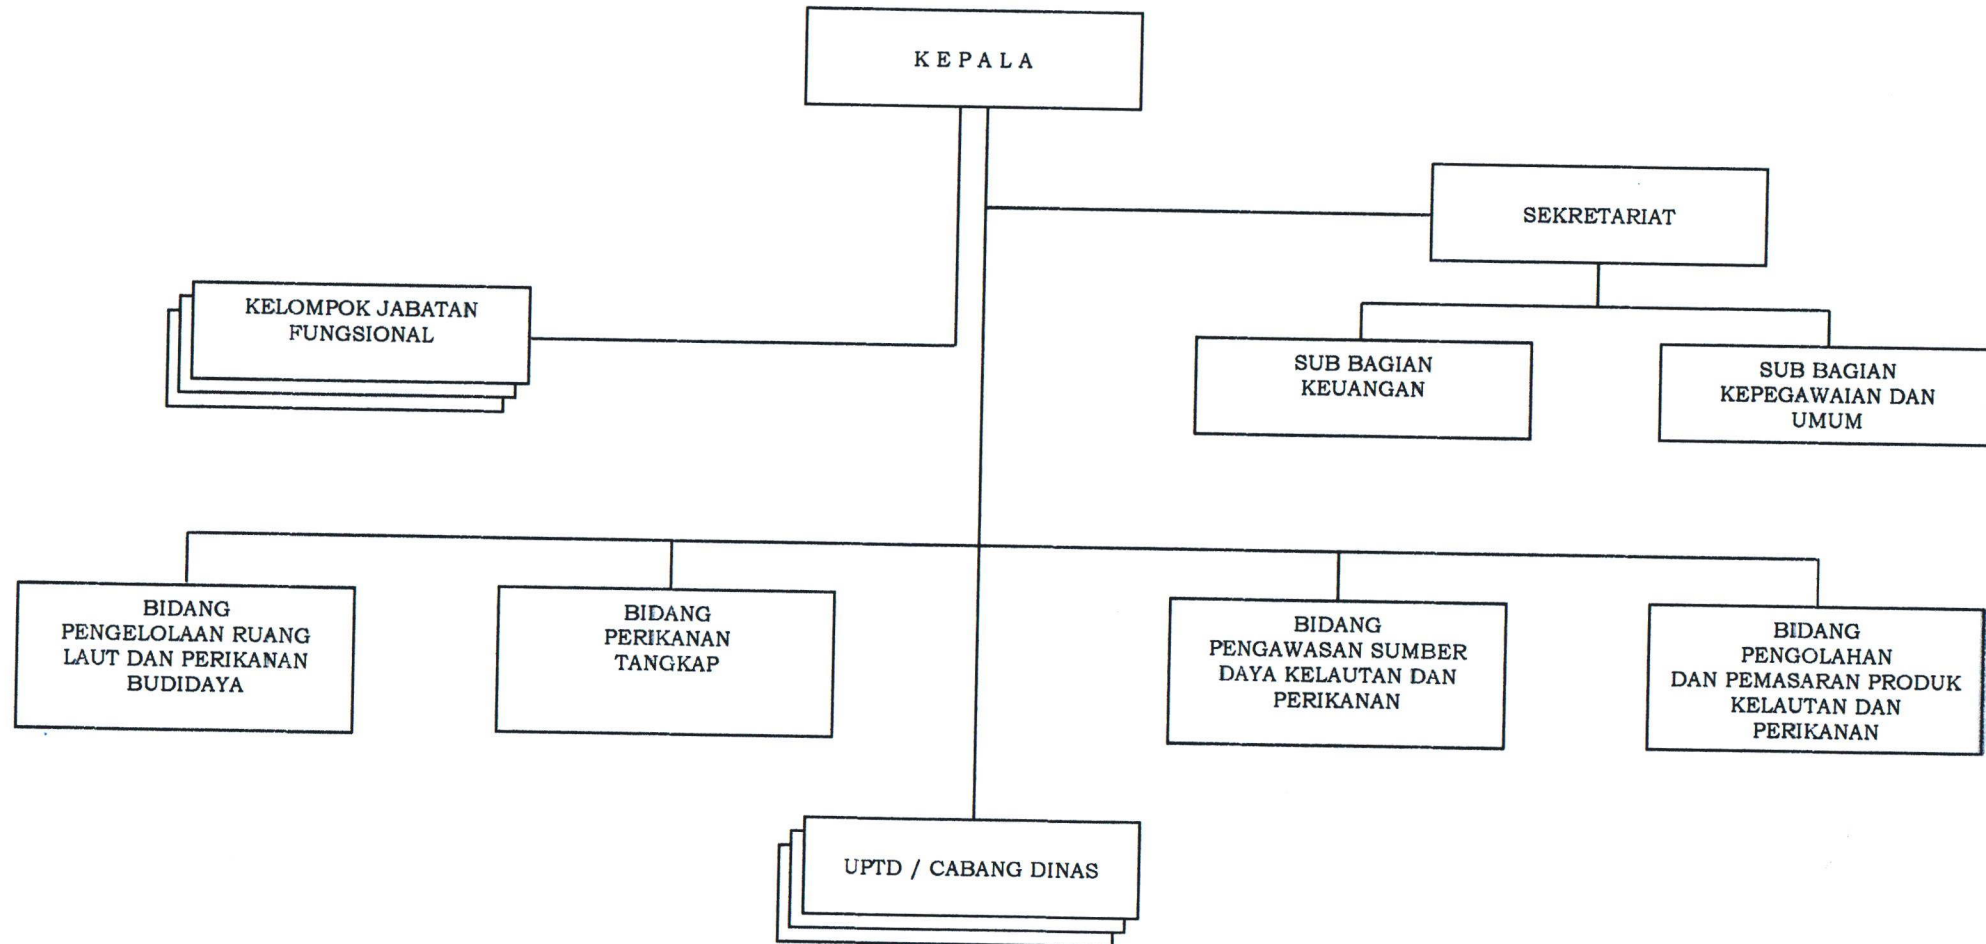 K E P A L A
SEKRETARIAT
KELOMPOK JABATAN
FUNGSIONAL
SUB BAGIAN
KEUANGAN
SUB BAGIAN
KEPEGAWAIAN DAN
UMUM
BIDANG
PENGELOLAAN RUANG
LAUT DAN PERIKANAN
BUDIDAYA
BIDANG
PERIKANAN
TANGKAP
BIDANG
PENGAWASAN SUMBER
DAYA KELAUTAN DAN
PERIKANAN
BIDANG
PENGOLAHAN
DAN PEMASARAN PRODUK
KELAUTAN DAN
PERIKANAN
UPTD / CABANG DINAS